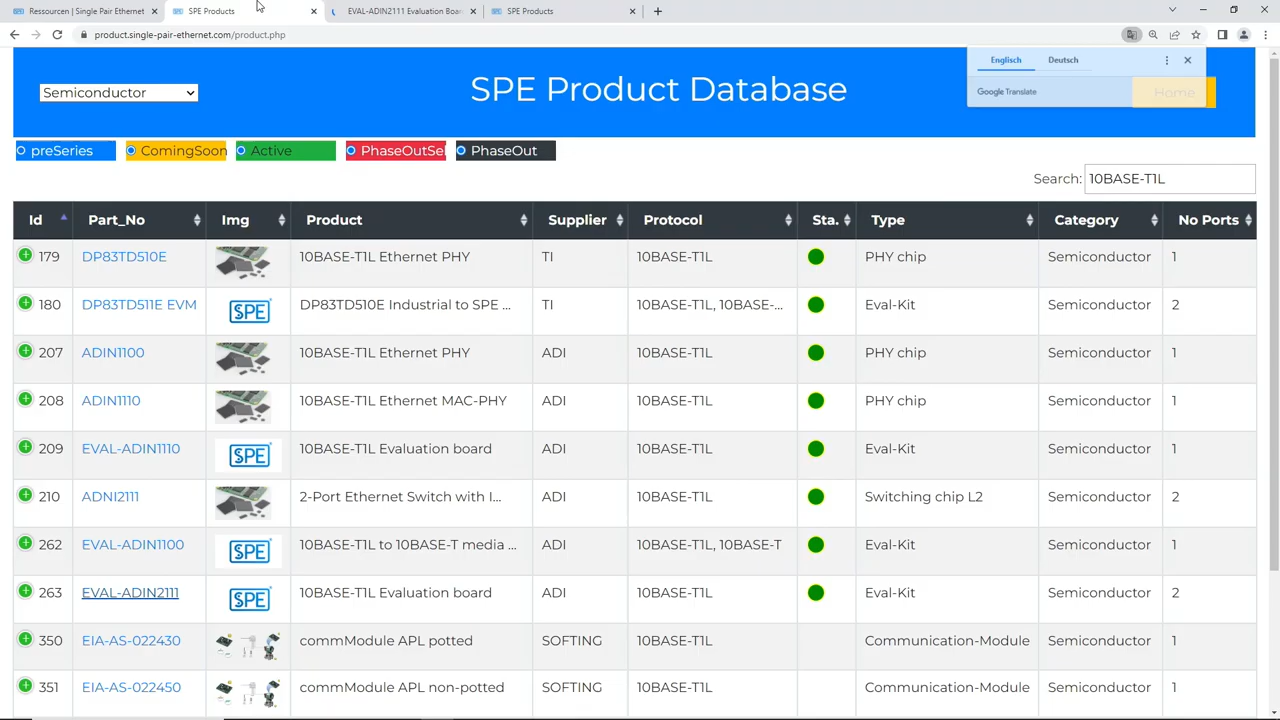 Ressourcen | Single Pair Ethernet
SPE Products
EVAL-ADIN2111 Evaluation Boa
SPE Products
product.single-pair-ethernet.com/product.php
Semiconductor
SPE Product Database
Englisch
Deutsch
Google Translate
Home
preSeries
ComingSoon
Active
PhaseOutSel
PhaseOut
Search: 10BASE-T1L
Id Part_No Img Product Supplier Protocol Sta. Type Category No Ports
179 DP83TD510E 10BASE-T1L Ethernet PHY TI 10BASE-T1L PHY chip Semiconductor 1
180 DP83TD511E EVM SPE DP83TD510E Industrial to SPE ... TI 10BASE-T1L, 10BASE-... Eval-Kit Semiconductor 2
207 ADIN1100 10BASE-T1L Ethernet PHY ADI 10BASE-T1L PHY chip Semiconductor 1
208 ADIN1110 10BASE-T1L Ethernet MAC-PHY ADI 10BASE-T1L PHY chip Semiconductor 1
209 EVAL-ADIN1110 SPE 10BASE-T1L Evaluation board ADI 10BASE-T1L Eval-Kit Semiconductor 1
210 ADNI2111 2-Port Ethernet Switch with I... ADI 10BASE-T1L Switching chip L2 Semiconductor 2
262 EVAL-ADIN1100 SPE 10BASE-T1L to 10BASE-T media ... ADI 10BASE-T1L, 10BASE-T Eval-Kit Semiconductor 1
263 EVAL-ADIN2111 SPE 10BASE-T1L Evaluation board ADI 10BASE-T1L Eval-Kit Semiconductor 2
350 EIA-AS-022430 commModule APL potted SOFTING 10BASE-T1L Communication-Module Semiconductor 1
351 EIA-AS-022450 commModule APL non-potted SOFTING 10BASE-T1L Communication-Module Semiconductor 1